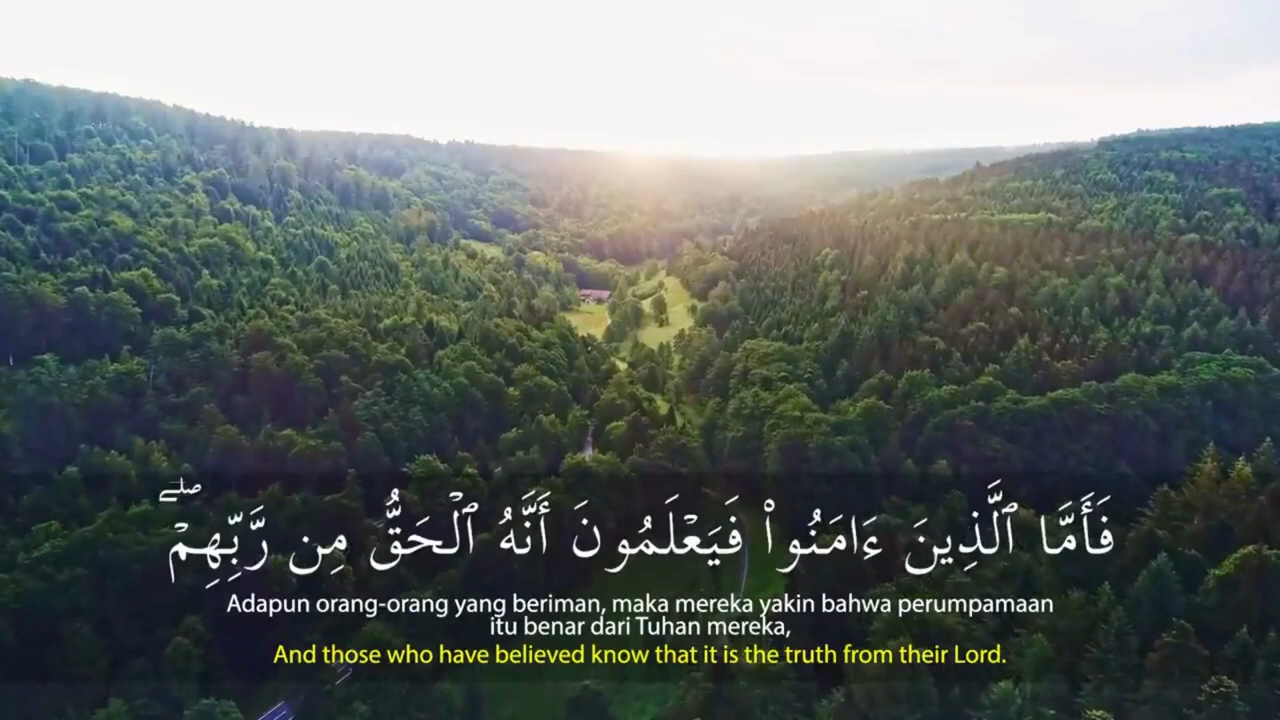 فَأَمَّا ٱلَّذِينَ ءَامَنُوا۟ فَيَعْلَمُونَ أَنَّهُ ٱلْحَقُّ مِن رَّبِّهِمْ ۖ
Adapun orang-orang yang beriman, maka mereka yakin bahwa perumpamaan
itu benar dari Tuhan mereka,
And those who have believed know that it is the truth from their Lord.